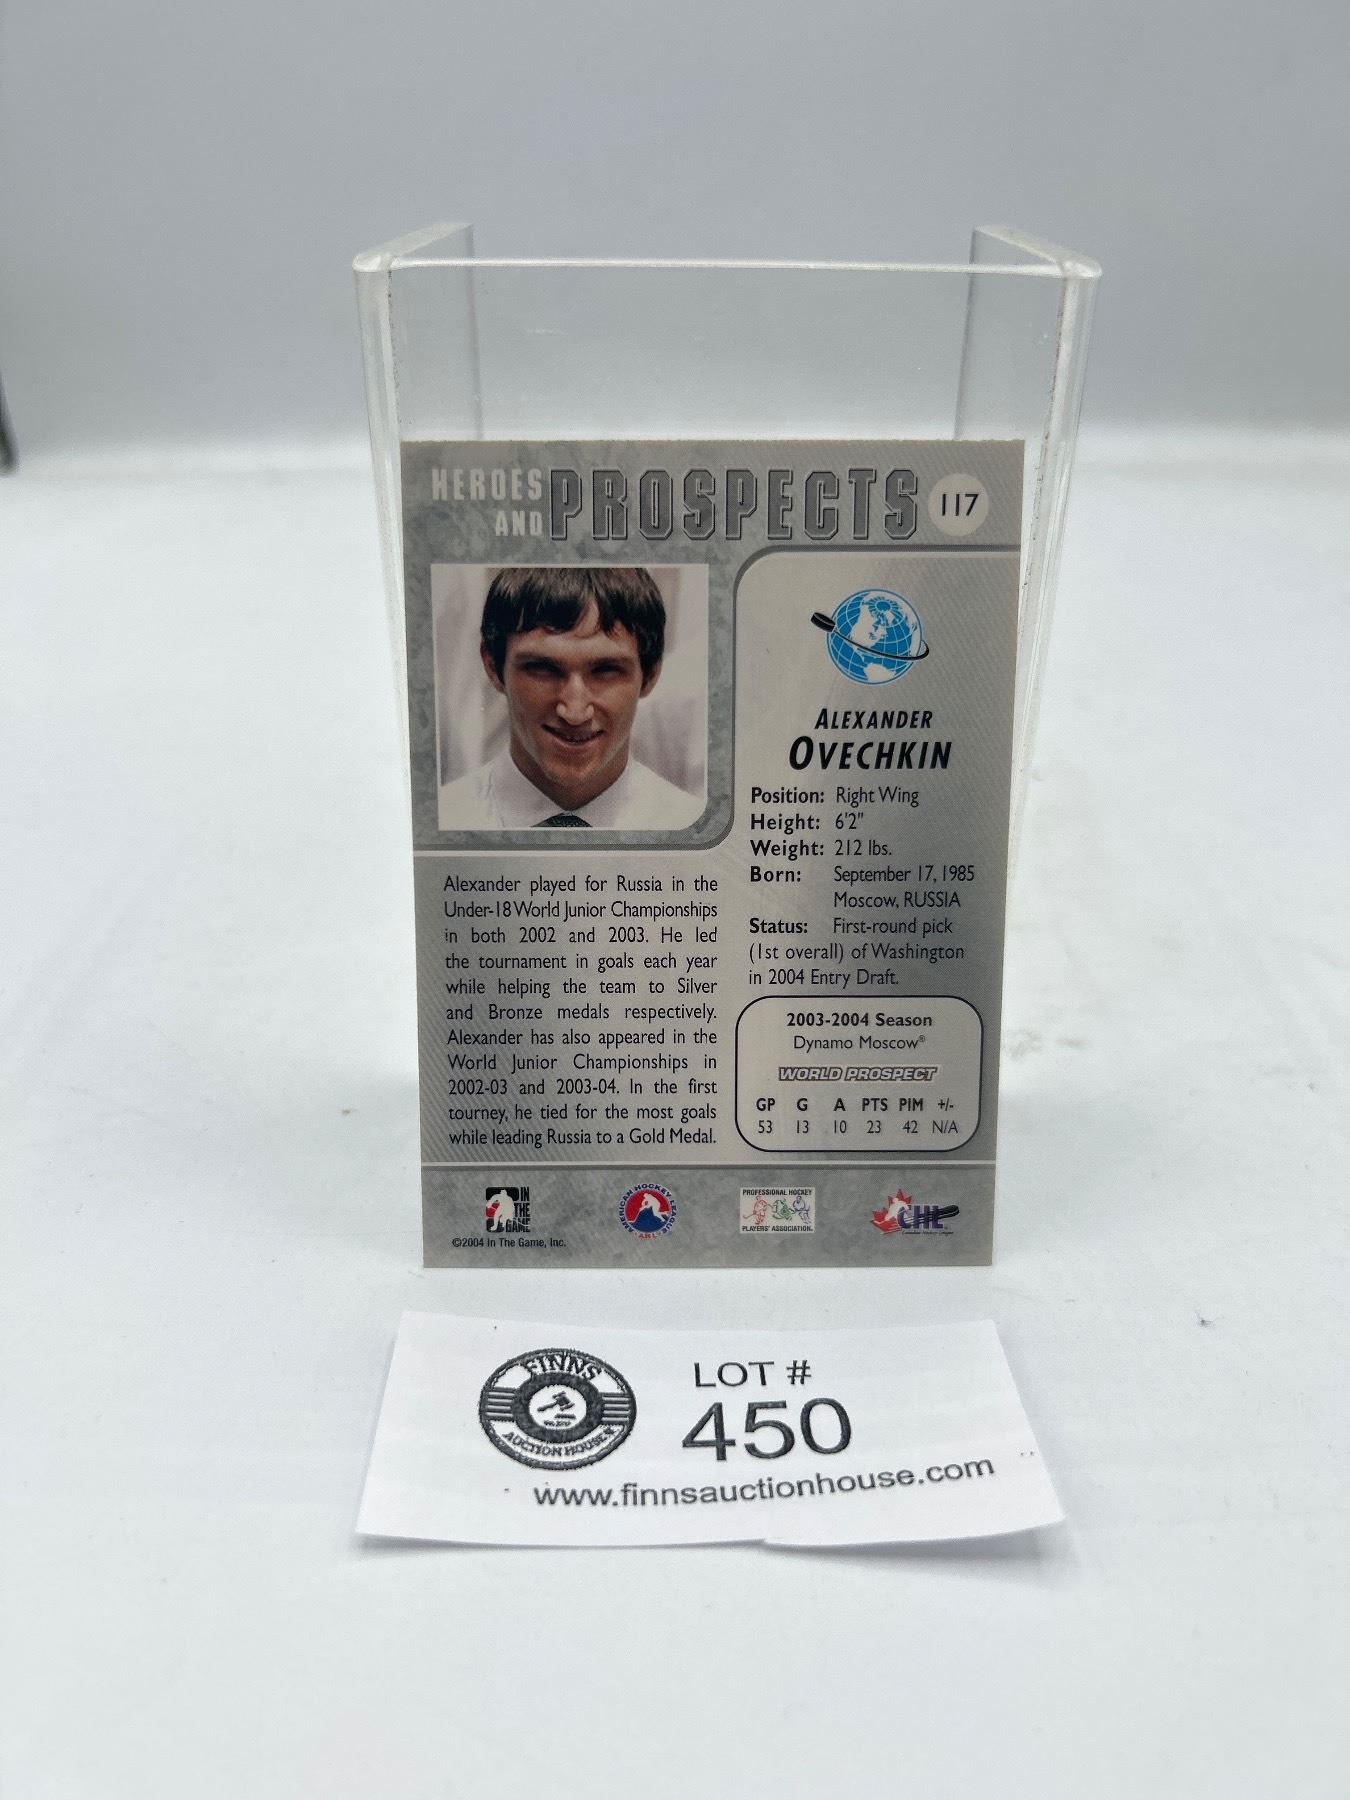 HEROES
AND PROSPECTS 117
ALEXANDER
OVECHKIN
Position: Right Wing
Height: 6'2"
Weight: 212 lbs.
Born: September 17, 1985
Moscow, RUSSIA
Status: First-round pick
(1st overall) of Washington
in 2004 Entry Draft.
Alexander played for Russia in the
Under-18 World Junior Championships
in both 2002 and 2003. He led
the tournament in goals each year
while helping the team to Silver
and Bronze medals respectively.
Alexander has also appeared in the
World Junior Championships in
2002-03 and 2003-04. In the first
tourney, he tied for the most goals
while leading Russia to a Gold Medal.
2003-2004 Season
Dynamo Moscow®
WORLD PROSPECT
GP G A PTS PIM +/-
53 13 10 23 42 N/A
IN
THE
GAME
©2004 In The Game, Inc.
AMERICAN HOCKEY LEAGUE
AHL
PROFESSIONAL HOCKEY
PLAYERS' ASSOCIATION.
CHL
Canadian Hockey League
FINNS
AUCTION HOUSE
LOT #
450
www.finnsauctionhouse.com